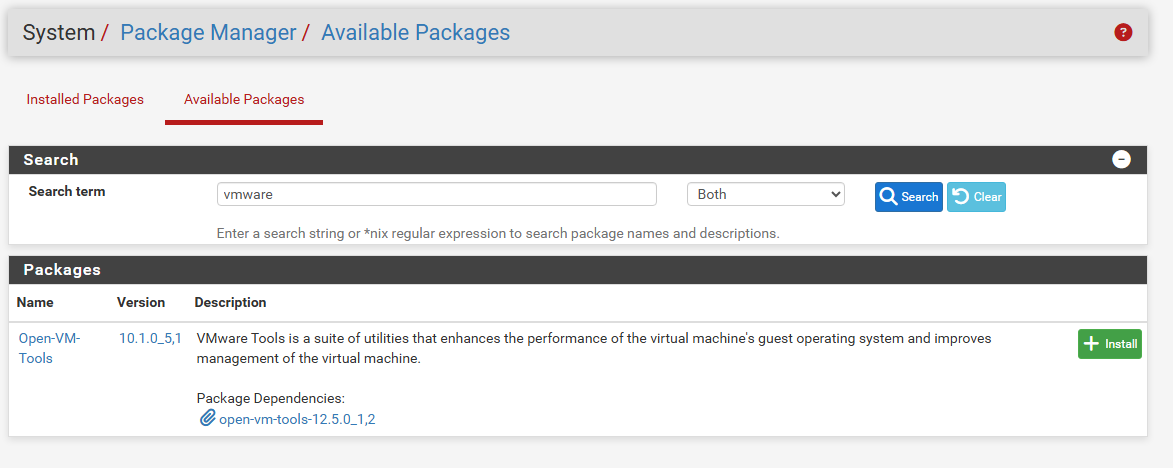 System / Package Manager / Available Packages
?
Installed Packages Available Packages
Search
Search term vmware Both Search Clear
Enter a search string or *nix regular expression to search package names and descriptions.
Packages
Name Version Description
Open-VM- 10.1.0_5,1 VMware Tools is a suite of utilities that enhances the performance of the virtual machine's guest operating system and improves Install
Tools management of the virtual machine.
Package Dependencies:
open-vm-tools-12.5.0_1,2